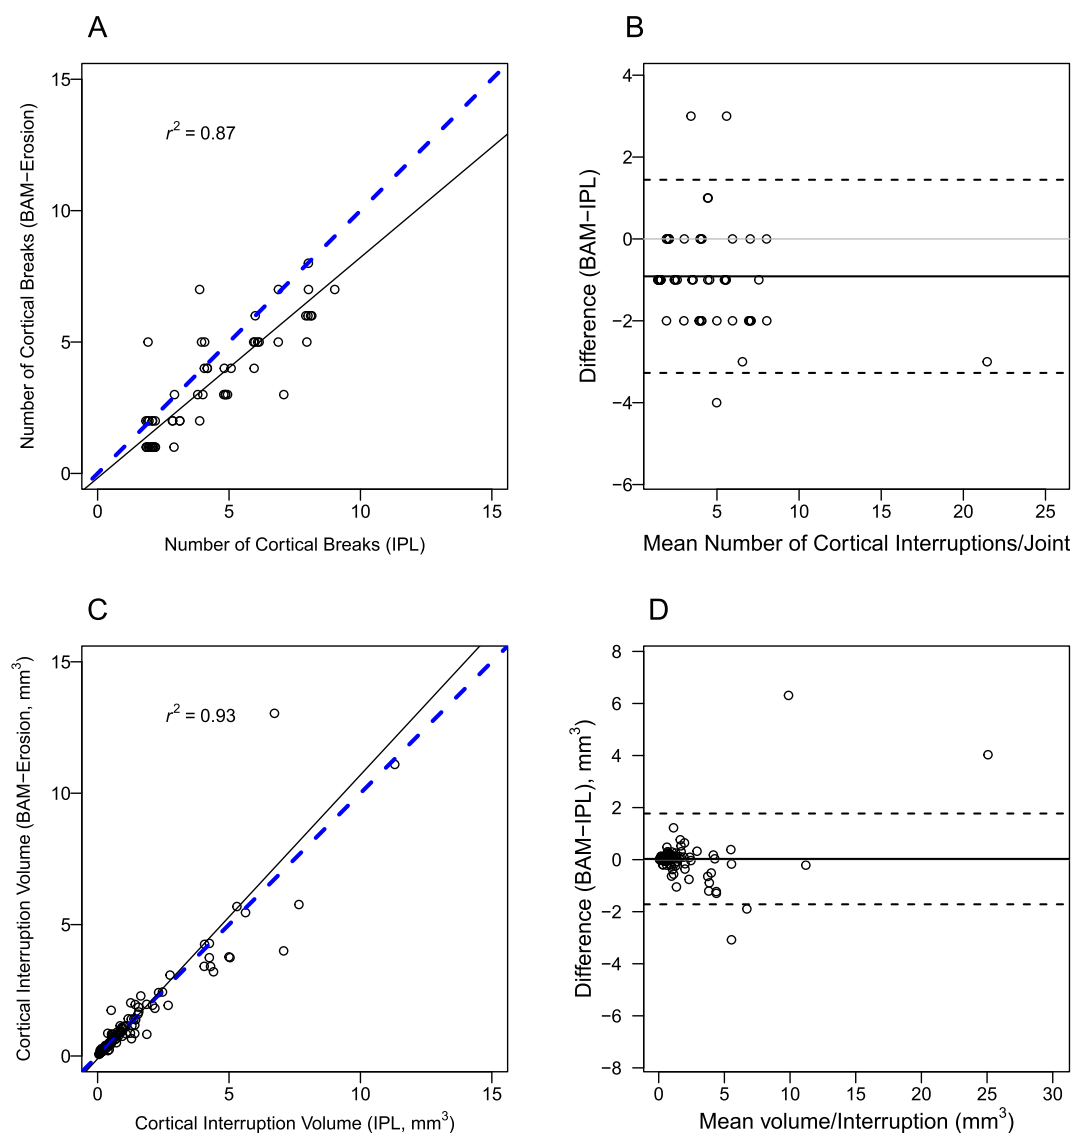 A
15
10
5
0
Number of Cortical Breaks (BAM−Erosion)
r² = 0.87
0 5 10 15
Number of Cortical Breaks (IPL)
B
4
2
0
−2
−4
−6
Difference (BAM−IPL)
5 10 15 20 25
Mean Number of Cortical Interruptions/Joint
C
15
10
5
0
Cortical Interruption Volume (BAM−Erosion, mm³)
r² = 0.93
0 5 10 15
Cortical Interruption Volume (IPL, mm³)
D
8
6
4
2
0
−2
−4
−6
−8
Difference (BAM−IPL), mm³)
0 5 10 15 20 25 30
Mean volume/Interruption (mm³)